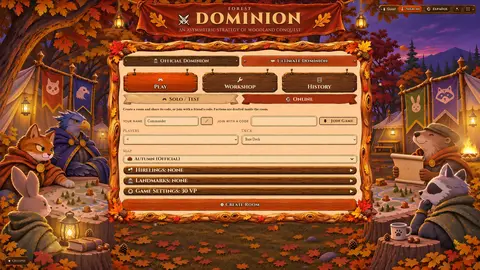 FOREST
DOMINION
AN ASYMMETRIC STRATEGY OF WOODLAND CONQUEST
OFFICIAL DOMINION
ULTIMATE DOMINION
PLAY
WORKSHOP
HISTORY
SOLO / TEST
ONLINE
YOUR NAME
Commander
JOIN WITH A CODE
JOIN GAME
PLAYERS
DECK
4
MAP
AUTUMN (OFFICIAL)
HIRELINGS: NONE
LANDMARKS: NONE
GAME SETTINGS: 30 VP
CREATE ROOM